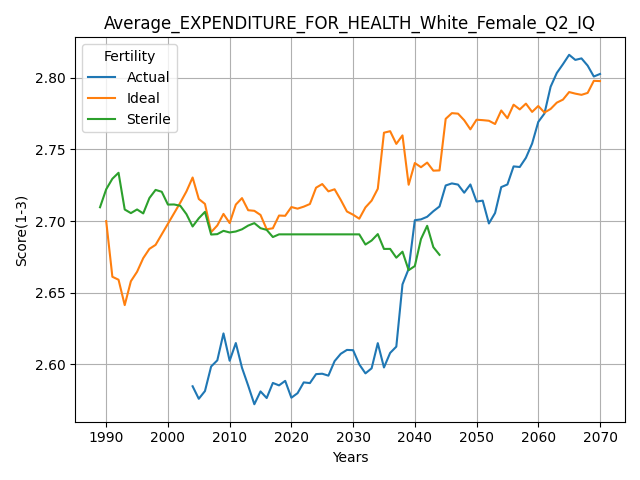 Average_EXPENDITURE_FOR_HEALTH_White_Female_Q2_IQ
Fertility
Actual
Ideal
Sterile
Score(1-3)
2.80
2.75
2.70
2.65
2.60
1990 2000 2010 2020 2030 2040 2050 2060 2070
Years